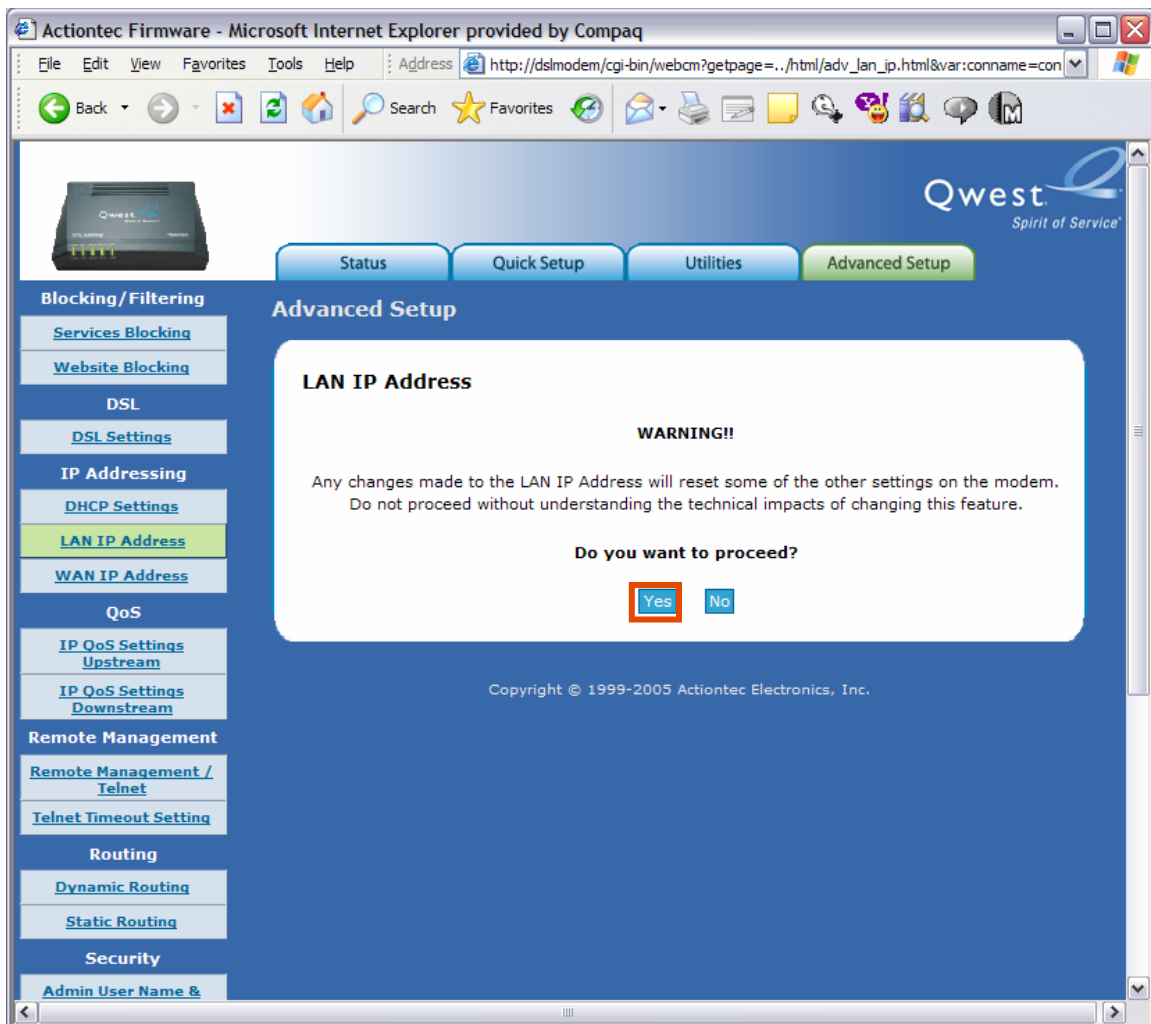 Actiontec Firmware - Microsoft Internet Explorer provided by Compaq
File Edit View Favorites Tools Help Address http://dslmodem/cgi-bin/webcm?getpage=../html/adv_lan_ip.html&var:conname=con
Back Search Favorites
Qwest
Qwest
Spirit of Service
Status Quick Setup Utilities Advanced Setup
Blocking/Filtering
Services Blocking
Website Blocking
DSL
DSL Settings
IP Addressing
DHCP Settings
LAN IP Address
WAN IP Address
QoS
IP QoS Settings
Upstream
IP QoS Settings
Downstream
Remote Management
Remote Management /
Telnet
Telnet Timeout Setting
Routing
Dynamic Routing
Static Routing
Security
Admin User Name &
Advanced Setup
LAN IP Address
WARNING!!
Any changes made to the LAN IP Address will reset some of the other settings on the modem.
Do not proceed without understanding the technical impacts of changing this feature.
Do you want to proceed?
Yes No
Copyright © 1999-2005 Actiontec Electronics, Inc.